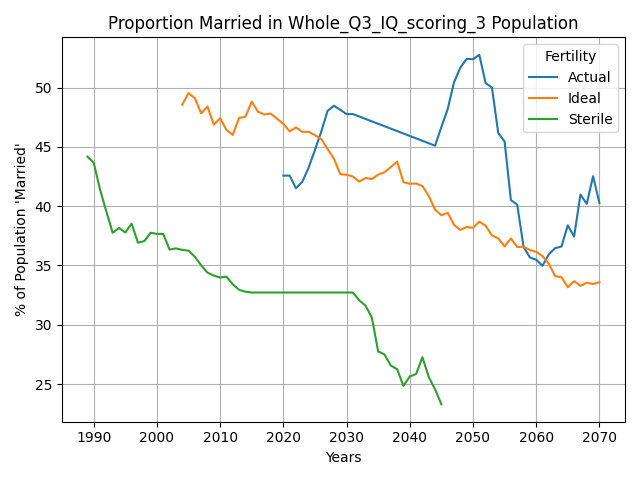 Proportion Married in Whole_Q3_IQ_scoring_3 Population
% of Population 'Married'
50
45
40
35
30
25
Fertility
Actual
Ideal
Sterile
1990 2000 2010 2020 2030 2040 2050 2060 2070
Years